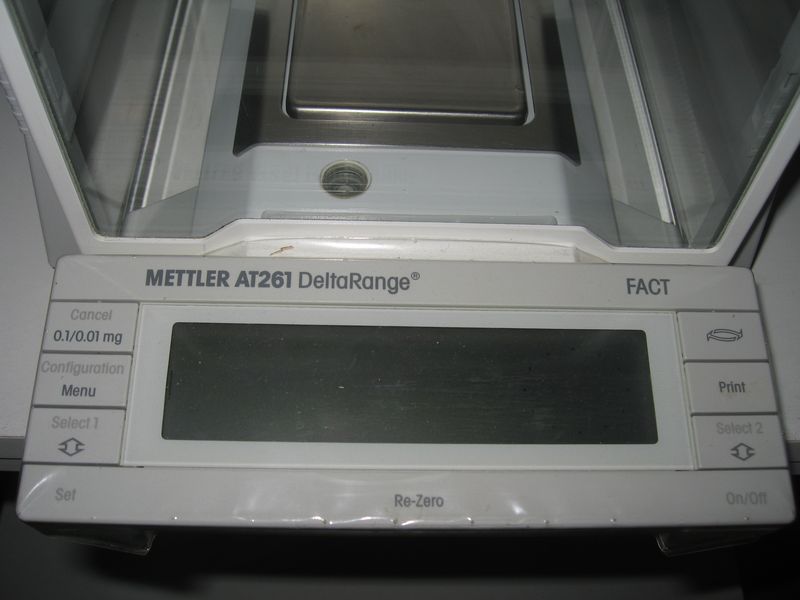 METTLER AT261 DeltaRange®
FACT
Cancel
0.1/0.01 mg
Configuration
Menu
Print
Select 1
Select 2
Set
Re-Zero
On/Off